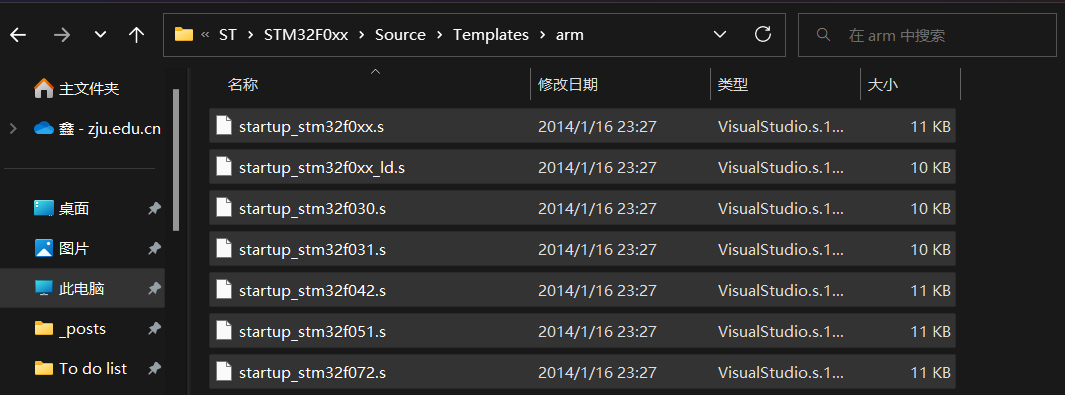 « ST > STM32F0xx > Source > Templates > arm
在 arm 中搜索
主文件夹
鑫 - zju.edu.cn
桌面
图片
此电脑
_posts
To do list
名称 修改日期 类型 大小
startup_stm32f0xx.s 2014/1/16 23:27 VisualStudio.s.1... 11 KB
startup_stm32f0xx_ld.s 2014/1/16 23:27 VisualStudio.s.1... 10 KB
startup_stm32f030.s 2014/1/16 23:27 VisualStudio.s.1... 10 KB
startup_stm32f031.s 2014/1/16 23:27 VisualStudio.s.1... 10 KB
startup_stm32f042.s 2014/1/16 23:27 VisualStudio.s.1... 11 KB
startup_stm32f051.s 2014/1/16 23:27 VisualStudio.s.1... 11 KB
startup_stm32f072.s 2014/1/16 23:27 VisualStudio.s.1... 11 KB